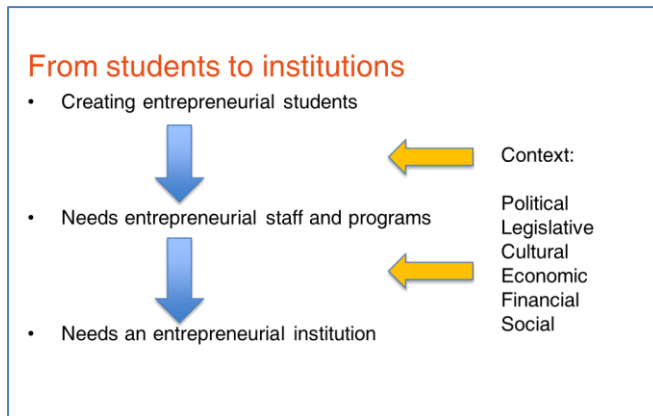 From students to institutions
• Creating entrepreneurial students
Context:
Political
• Needs entrepreneurial staff and programs
Legislative
Cultural
Economic
Financial
Social
• Needs an entrepreneurial institution